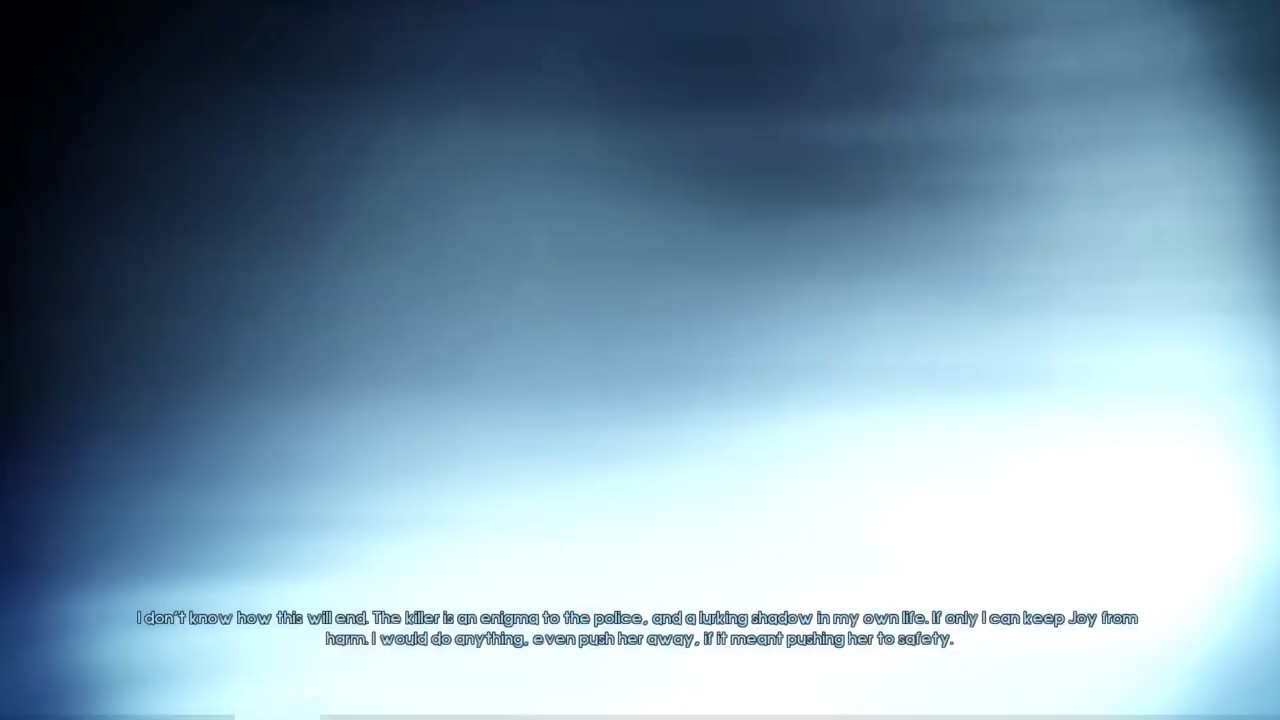 I don't know how this will end. The killer is an enigma to the police, and a lurking shadow in my own life. If only I can keep Joy from
harm. I would do anything, even push her away, if it meant pushing her to safety.